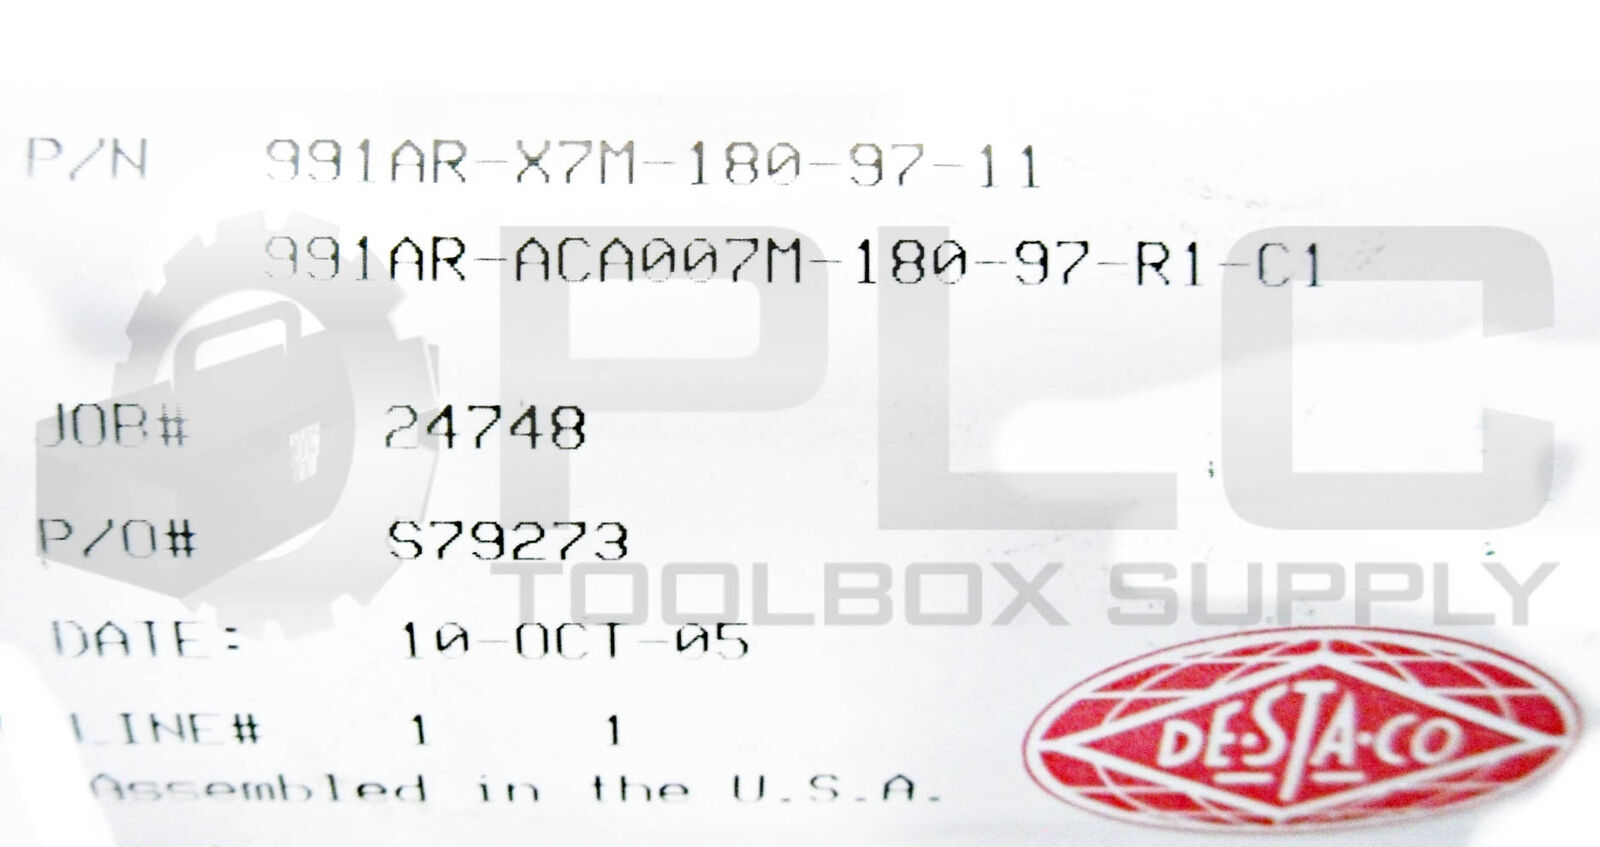 P/N 991AR-X7M-180-97-11
991AR-ACA007M-180-97-R1-C1
PLC
JOB# 24748
P/O# S79273
TOOLBOX SUPPLY
DATE: 10-OCT-05
LINE# 1 1
Assembled in the U.S.A.
DE-STA-CO